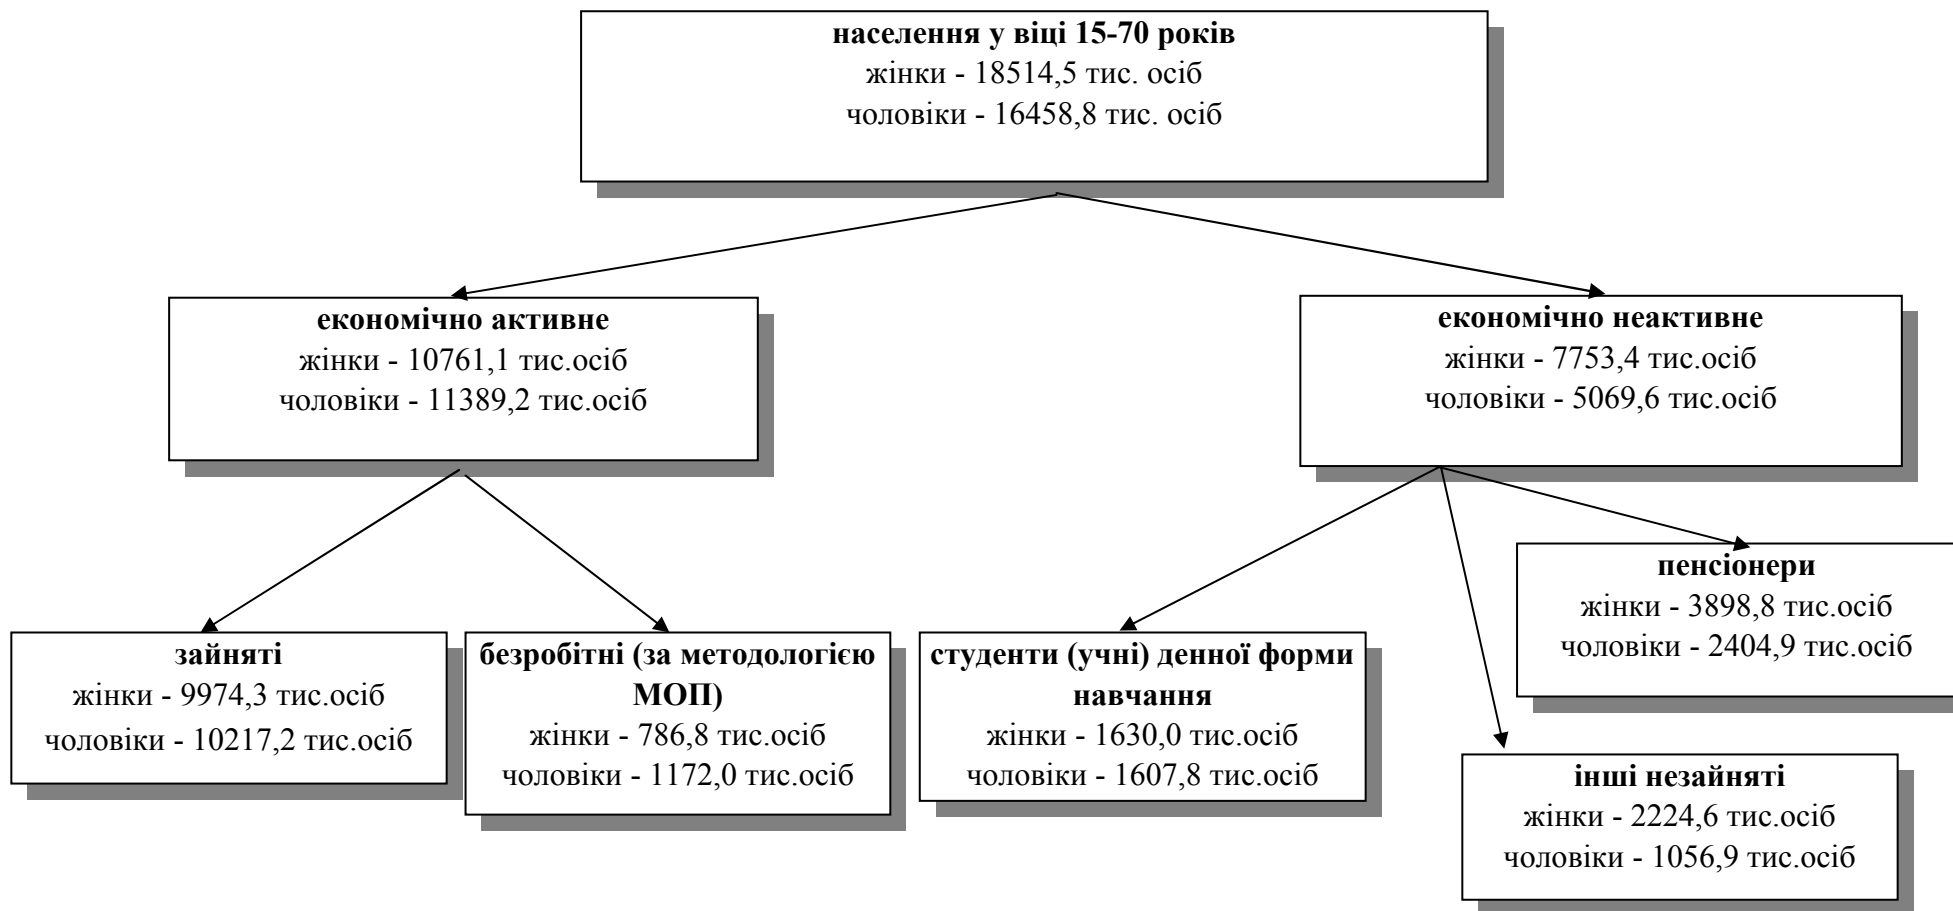 населення у віці 15-70 років
жінки - 18514,5 тис. осіб
чоловіки - 16458,8 тис. осіб
економічно активне
жінки - 10761,1 тис.осіб
чоловіки - 11389,2 тис.осіб
економічно неактивне
жінки - 7753,4 тис.осіб
чоловіки - 5069,6 тис.осіб
зайняті
жінки - 9974,3 тис.осіб
чоловіки - 10217,2 тис.осіб
безробітні (за методологією
МОП)
жінки - 786,8 тис.осіб
чоловіки - 1172,0 тис.осіб
студенти (учні) денної форми
навчання
жінки - 1630,0 тис.осіб
чоловіки - 1607,8 тис.осіб
пенсіонери
жінки - 3898,8 тис.осіб
чоловіки - 2404,9 тис.осіб
інші незайняті
жінки - 2224,6 тис.осіб
чоловіки - 1056,9 тис.осіб